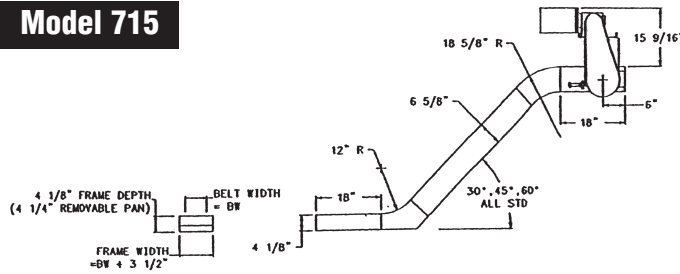 Model 715
15 9/16"
18 5/8" R
6 5/8"
6"
18"
12" R
18"
30°,45°,60°
ALL STD
4 1/8" FRAME DEPTH
(4 1/4" REMOVABLE PAN)
BELT WIDTH
= BW
4 1/8"
FRAME WIDTH
=BW + 3 1/2"